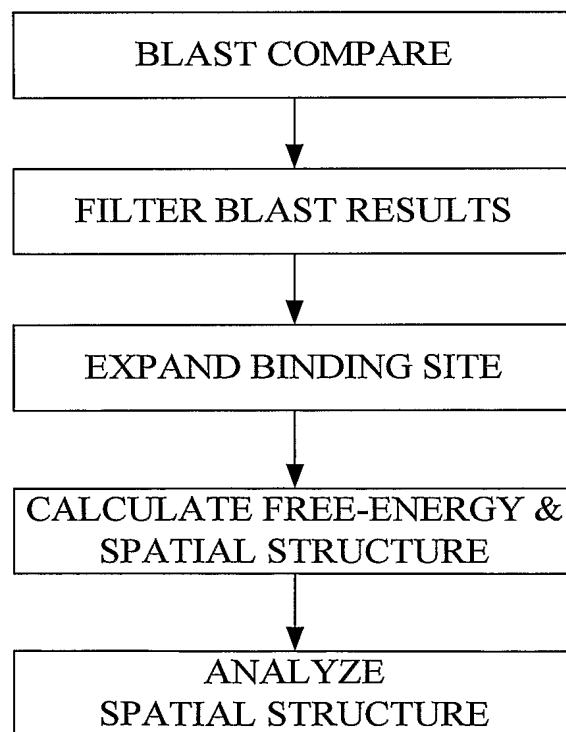 BLAST COMPARE
FILTER BLAST RESULTS
EXPAND BINDING SITE
CALCULATE FREE-ENERGY &
SPATIAL STRUCTURE
ANALYZE
SPATIAL STRUCTURE